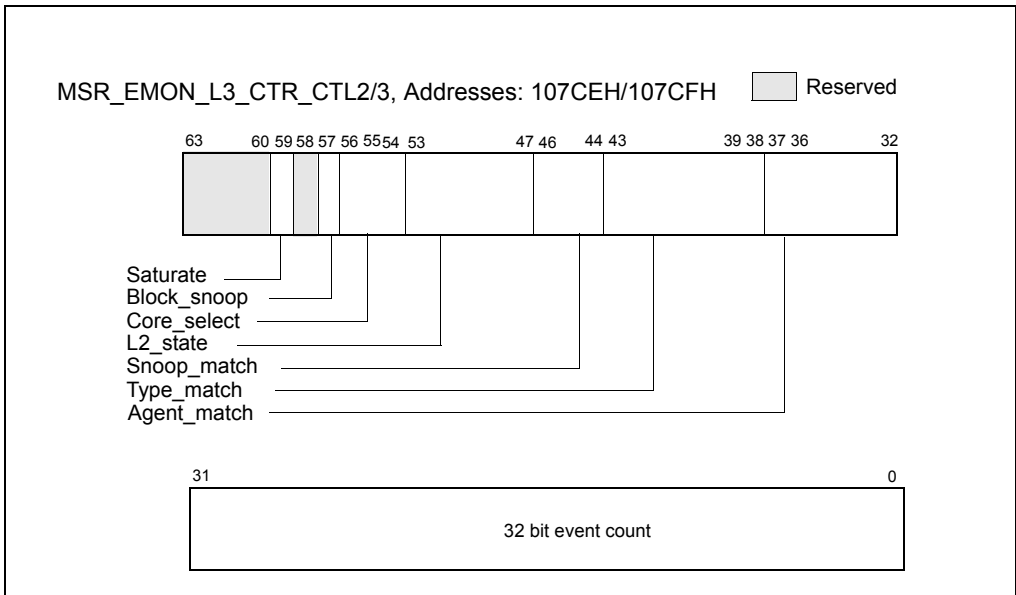 MSR_EMON_L3_CTR_CTL2/3, Addresses: 107CEH/107CFH Reserved
63 60 59 58 57 56 55 54 53 47 46 44 43 39 38 37 36 32
Saturate
Block_snoop
Core_select
L2_state
Snoop_match
Type_match
Agent_match
31 0
32 bit event count